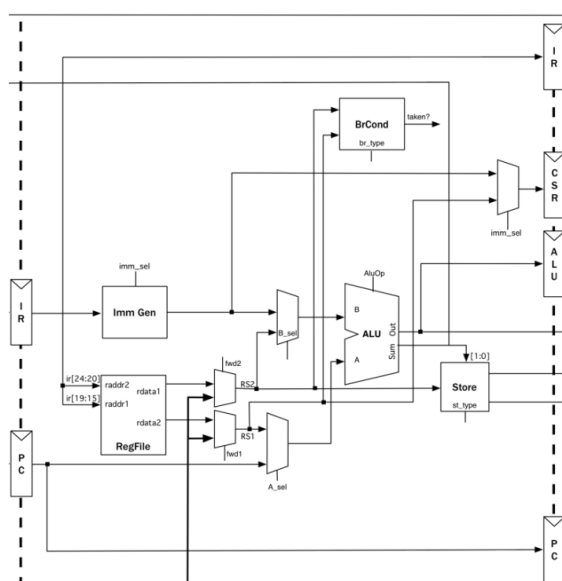 I
R
BrCond
taken?
br_type
C
S
R
imm_sel
imm_sel
AluOp
A
L
U
I
R
Imm Gen
B
B_sel
ALU
Out
Sum
A
[1:0]
fwd2
ir[24:20]
raddr2
rdata1
RS2
Store
ir[19:15]
raddr1
st_type
rdata2
RS1
RegFile
fwd1
P
C
A_sel
P
C